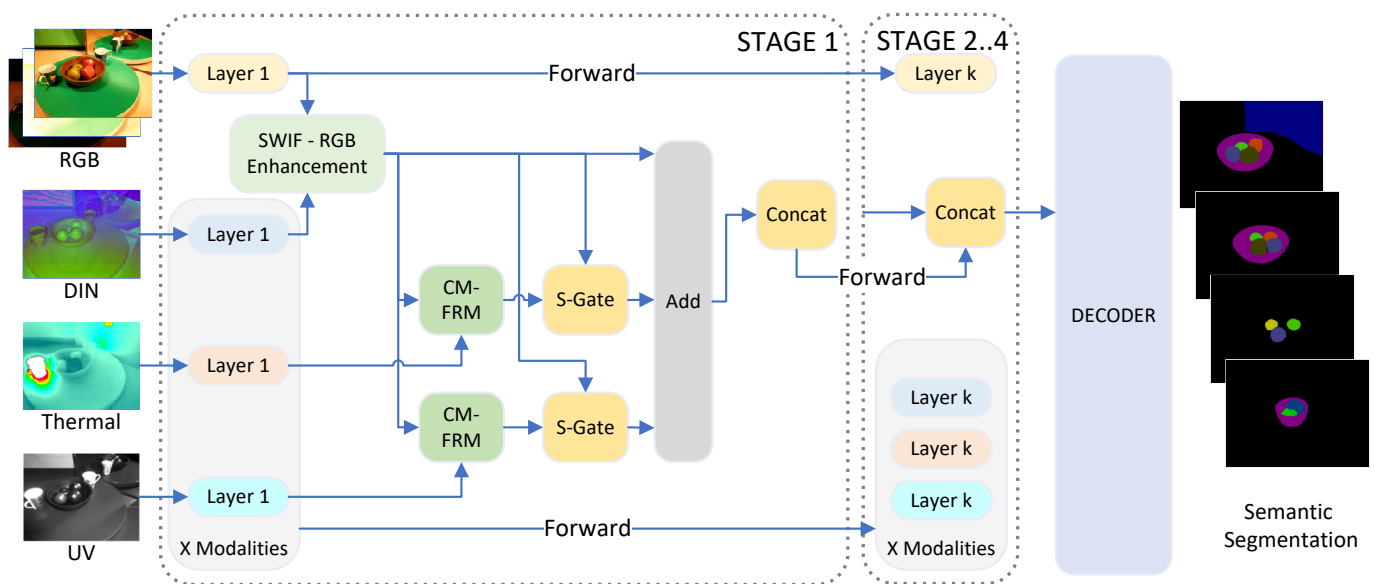 STAGE 1
STAGE 2..4
RGB
Layer 1
Forward
Layer k
SWIF - RGB
Enhancement
DIN
Layer 1
Concat
Concat
Forward
CM-
FRM
S-Gate
Add
DECODER
Thermal
Layer 1
CM-
FRM
S-Gate
Layer k
Layer k
Layer k
UV
Layer 1
X Modalities
Forward
X Modalities
Semantic
Segmentation